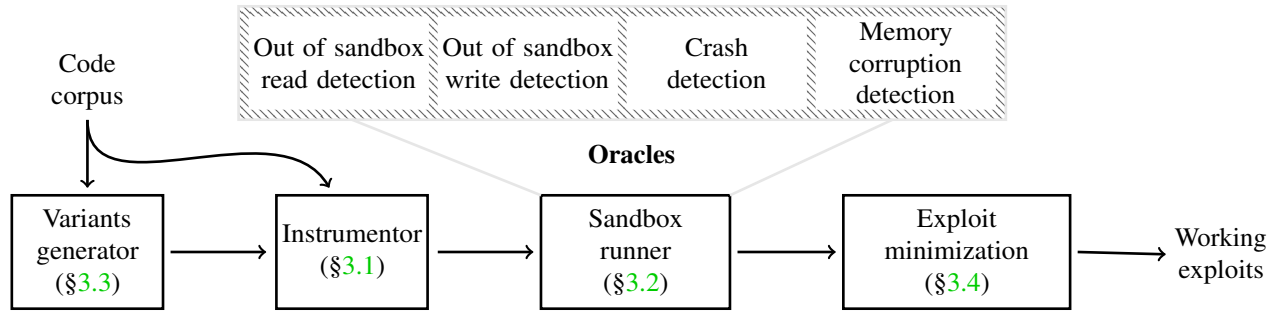 Code
corpus
Out of sandbox
read detection
Out of sandbox
write detection
Crash
detection
Memory
corruption
detection
Oracles
Variants
generator
(§3.3)
Instrumentor
(§3.1)
Sandbox
runner
(§3.2)
Exploit
minimization
(§3.4)
Working
exploits